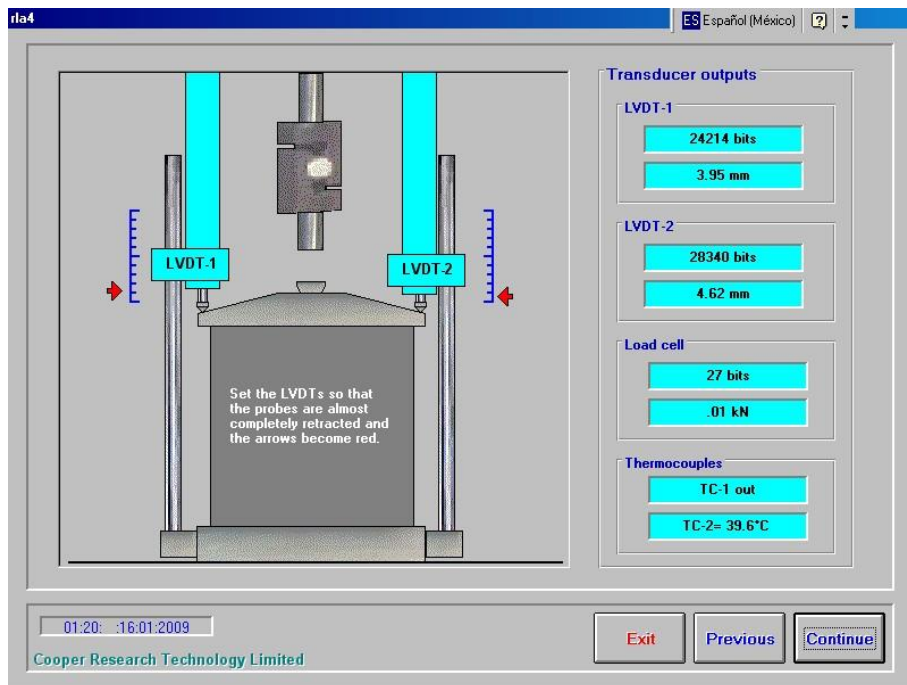 rla4
ES Español (México)
Transducer outputs
LVDT-1
24214 bits
3.95 mm
LVDT-2
28340 bits
4.62 mm
Load cell
27 bits
.01 kN
Thermocouples
TC-1 out
TC-2= 39.6°C
LVDT-1
LVDT-2
Set the LVDTs so that
the probes are almost
completely retracted and
the arrows become red.
01:20: :16:01:2009
Cooper Research Technology Limited
Exit
Previous
Continue